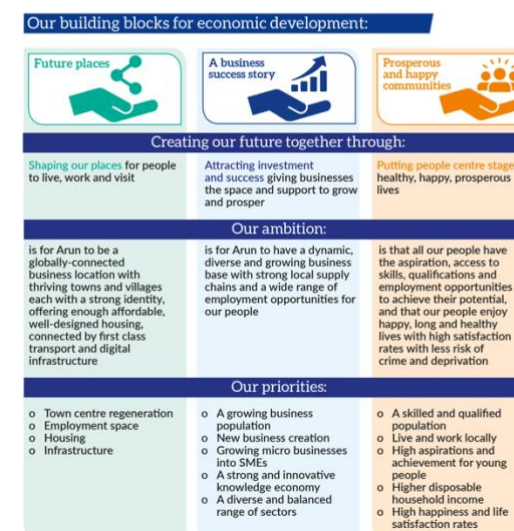 Our building blocks for economic development:
Future places
A business
success story
Prosperous
and happy
communities
Creating our future together through:
Shaping our places for people
to live, work and visit
Attracting investment
and success giving businesses
the space and support to grow
and prosper
Putting people centre stage
healthy, happy, prosperous
lives
Our ambition:
is for Arun to be a
globally-connected
business location with
thriving towns and villages
each with a strong identity,
offering enough affordable,
well-designed housing,
connected by first class
transport and digital
infrastructure
is for Arun to have a dynamic,
diverse and growing business
base with strong local supply
chains and a wide range of
employment opportunities for
our people
is that all our people have
the aspiration, access to
skills, qualifications and
employment opportunities
to achieve their potential,
and that our people enjoy
happy, long and healthy
lives with high satisfaction
rates with less risk of
crime and deprivation
Our priorities:
o Town centre regeneration
o Employment space
o Housing
o Infrastructure
o A growing business
population
o New business creation
o Growing micro businesses
into SMEs
o A strong and innovative
knowledge economy
o A diverse and balanced
range of sectors
o A skilled and qualified
population
o Live and work locally
o High aspirations and
achievement for young
people
o Higher disposable
household income
o High happiness and life
satisfaction rates